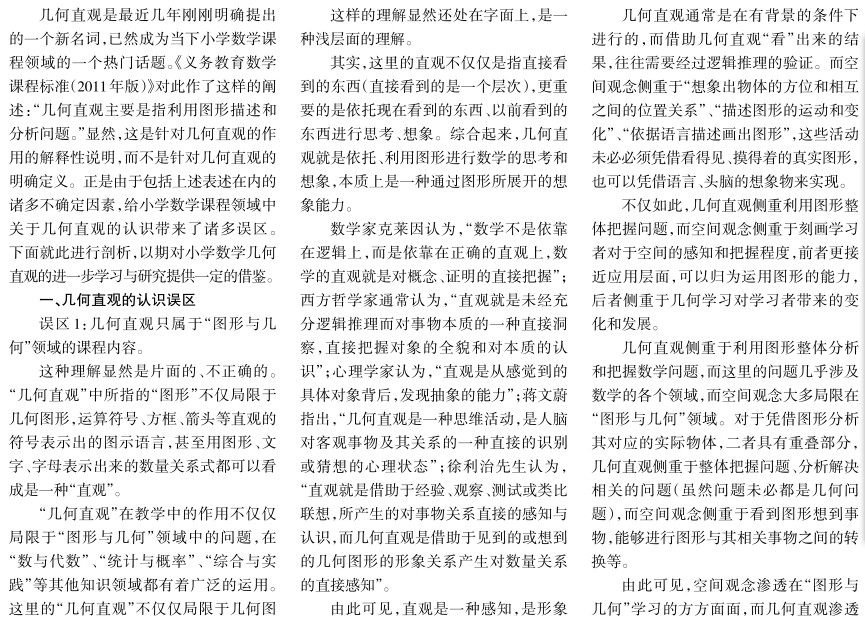 几何直观是最近几年刚刚明确提出
的一个新名词,已然成为当下小学数学课
程领域的一个热门话题。《义务教育数学
课程标准(2011年版)》对此作了这样的阐
述:“几何直观主要是指利用图形描述和
分析问题。”显然,这是针对几何直观的作
用的解释性说明,而不是针对几何直观的
明确定义。正是由于包括上述表述在内的
诸多不确定因素,给小学数学课程领域中
关于几何直观的认识带来了诸多误区。
下面就此进行剖析,以期对小学数学几何
直观的进一步学习与研究提供一定的借鉴。
一、几何直观的认识误区
误区1:几何直观只属于“图形与几
何”领域的课程内容。
这种理解显然是片面的、不正确的。
“几何直观”中所指的“图形”不仅局限于
几何图形,运算符号、方框、箭头等直观的
符号表示出的图示语言,甚至用图形、文
字、字母表示出来的数量关系式都可以看
成是一种“直观”。
“几何直观”在教学中的作用不仅仅
局限于“图形与几何”领域中的问题,在
“数与代数”、“统计与概率”、“综合与实
践”等其他知识领域都有着广泛的运用。
这里的“几何直观”不仅仅局限于几何图
这样的理解显然还处在字面上,是一
种浅层面的理解。
其实,这里的直观不仅仅是指直接看
到的东西(直接看到的是一个层次),更重
要的是依托现在看到的东西、以前看到的
东西进行思考、想象。综合起来,几何直
观就是依托、利用图形进行数学的思考和
想象,本质上是一种通过图形所展开的想
象能力。
数学家克莱因认为,“数学不是依靠
在逻辑上,而是依靠在正确的直观上,数
学的直观就是对概念、证明的直接把握”;
西方哲学家通常认为,“直观就是未经充
分逻辑推理而对事物本质的一种直接洞
察,直接把握对象的全貌和对本质的认
识”;心理学家认为,“直观是从感觉到的
具体对象背后,发现抽象的能力”;蒋文蔚
指出,“几何直观是一种思维活动,是人脑
对客观事物及其关系的一种直接的识别
或猜想的心理状态”;徐利治先生认为,
“直观就是借助于经验、观察、测试或类比
联想,所产生的对事物关系直接的感知与
认识,而几何直观是借助于见到的或想到
的几何图形的形象关系产生对数量关系
的直接感知”。
由此可见,直观是一种感知,是形象
几何直观通常是在有背景的条件下
进行的,而借助几何直观“看”出来的结
果,往往需要经过逻辑推理的验证。而空
间观念侧重于“想象出物体的方位和相互
之间的位置关系”、“描述图形的运动和变
化”、“依据语言描述画出图形”,这些活动
未必必须凭借看得见、摸得着的真实图形,
也可以凭借语言、头脑的想象物来实现。
不仅如此,几何直观侧重利用图形整
体把握问题,而空间观念侧重于刻画学习
者对于空间的感知和把握程度,前者更接
近应用层面,可以归为运用图形的能力,
后者侧重于几何学习对学习者带来的变
化和发展。
几何直观侧重于利用图形整体分析
和把握数学问题,而这里的问题几乎涉及
数学的各个领域,而空间观念大多局限在
“图形与几何”领域。对于凭借图形分析
其对应的实际物体,二者具有重叠部分,
几何直观侧重于整体把握问题、分析解决
相关的问题(虽然问题未必都是几何问
题),而空间观念侧重于看到图形想到事
物,能够进行图形与其相关事物之间的转
换等。
由此可见,空间观念渗透在“图形与
几何”学习的方方面面,而几何直观渗透